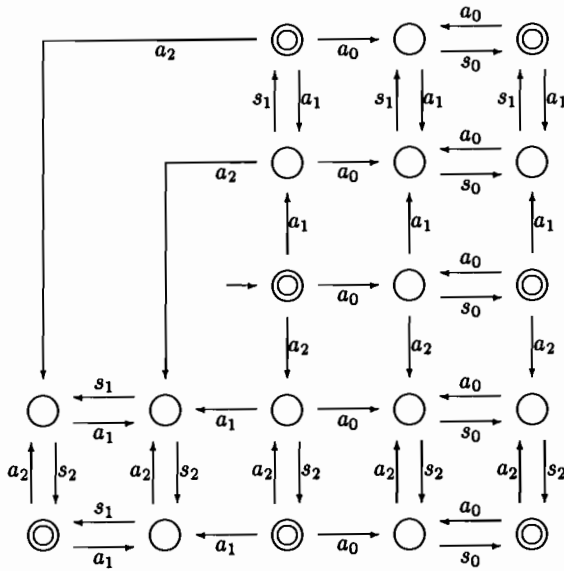 a₀ a₀
a₂ a₀ s₀
s₁ a₁ s₁ a₁ s₁ a₁
a₀
a₂ a₀ s₀
a₁ a₁ a₁
a₀
a₀ s₀
a₂ a₂ a₂
s₁ a₀
a₁ a₁ a₀ s₀
a₂ s₂ a₂ s₂ a₂ s₂ a₂ s₂ a₂ s₂
s₁ a₀
a₁ a₁ a₀ s₀